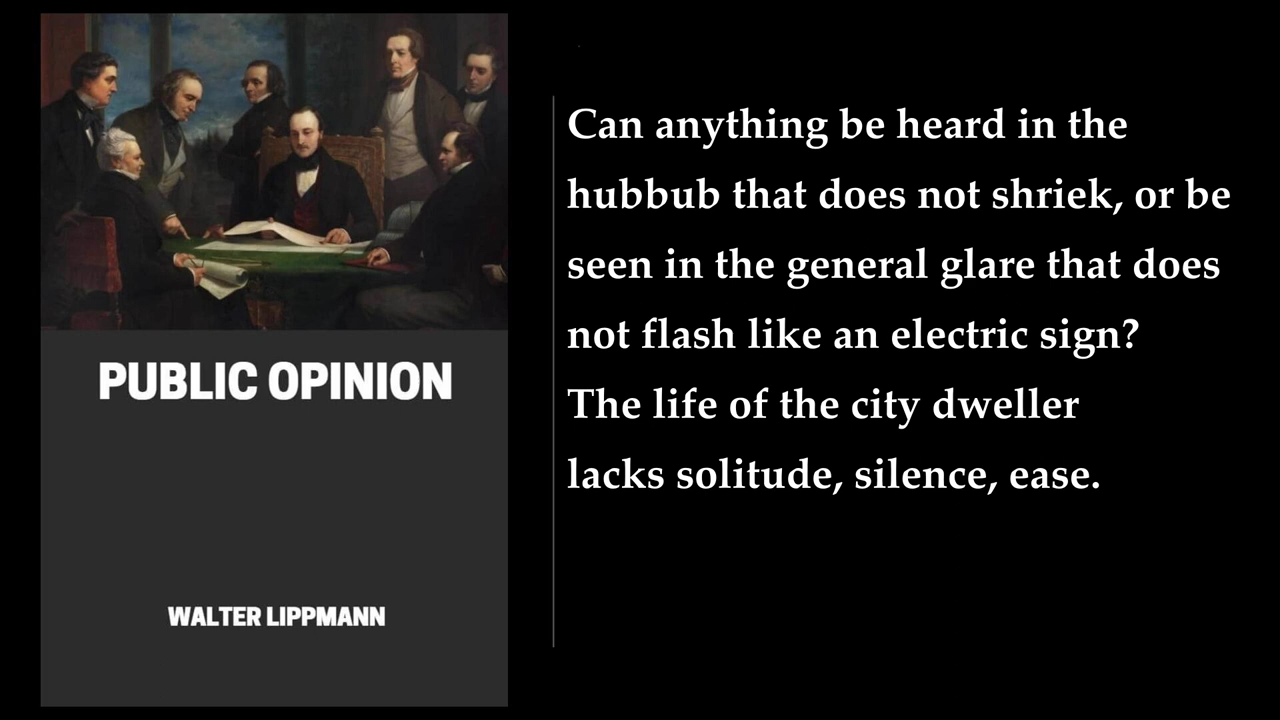 PUBLIC OPINION
WALTER LIPPMANN
Can anything be heard in the
hubbub that does not shriek, or be
seen in the general glare that does
not flash like an electric sign?
The life of the city dweller
lacks solitude, silence, ease.